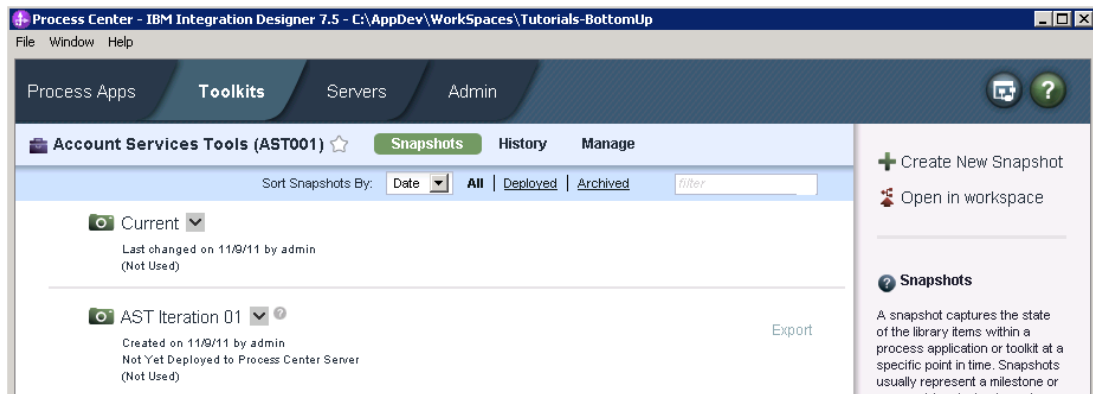 Process Center - IBM Integration Designer 7.5 - C:\AppDev\WorkSpaces\Tutorials-BottomUp
File Window Help
Process Apps Toolkits Servers Admin ?
Account Services Tools (AST001) Snapshots History Manage
Sort Snapshots By: Date All | Deployed | Archived filter
Current
Last changed on 11/9/11 by admin
(Not Used)
AST Iteration 01 ?
Export
Created on 11/9/11 by admin
Not Yet Deployed to Process Center Server
(Not Used)
Create New Snapshot
Open in workspace
? Snapshots
A snapshot captures the state
of the library items within a
process application or toolkit at a
specific point in time. Snapshots
usually represent a milestone or